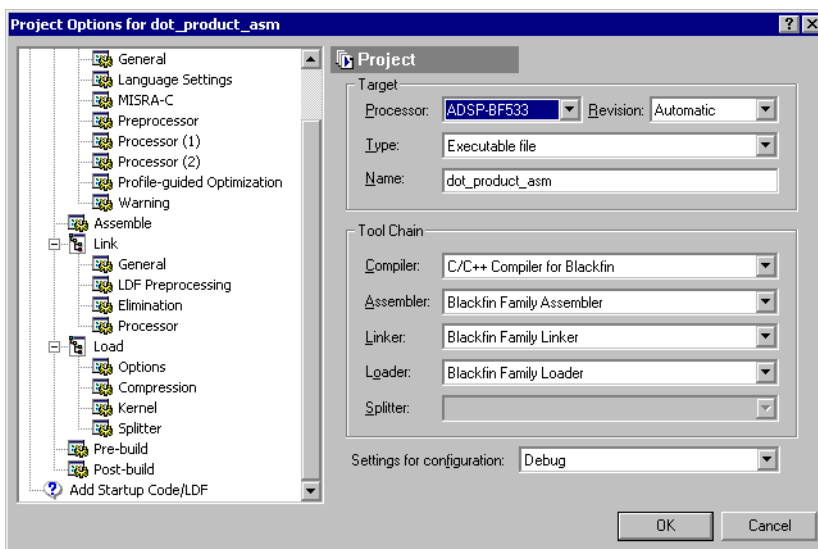 Project Options for dot_product_asm
General
Language Settings
MISRA-C
Preprocessor
Processor (1)
Processor (2)
Profile-guided Optimization
Warning
Assemble
Link
General
LDF Preprocessing
Elimination
Processor
Load
Options
Compression
Kernel
Splitter
Pre-build
Post-build
Add Startup Code/LDF
Project
Target
Processor: ADSP-BF533 Revision: Automatic
Type: Executable file
Name: dot_product_asm
Tool Chain
Compiler: C/C++ Compiler for Blackfin
Assembler: Blackfin Family Assembler
Linker: Blackfin Family Linker
Loader: Blackfin Family Loader
Splitter:
Settings for configuration: Debug
OK Cancel